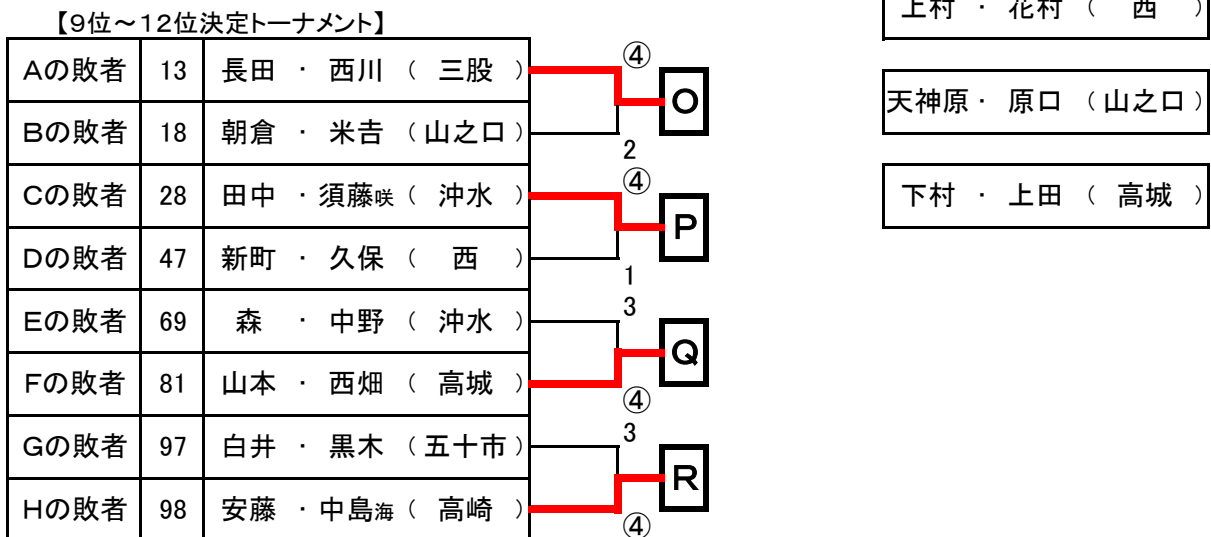 上村 ・ 花村 （ 西 ）
【9位～12位決定トーナメント】
Aの敗者 13 長田 ・ 西川 （ 三股 ） ④
O
天神原・ 原口 （山之口）
Bの敗者 18 朝倉 ・ 米𠮷 （山之口） 2
Cの敗者 28 田中 ・須藤咲（ 沖水 ） ④
P
下村 ・ 上田 （ 高城 ）
Dの敗者 47 新町 ・ 久保 （ 西 ） 1
Eの敗者 69 森 ・ 中野 （ 沖水 ） 3
Q
Fの敗者 81 山本 ・ 西畑 （ 高城 ） ④
Gの敗者 97 白井 ・ 黒木 （五十市） 3
R
Hの敗者 98 安藤 ・中島海（ 高崎 ） ④